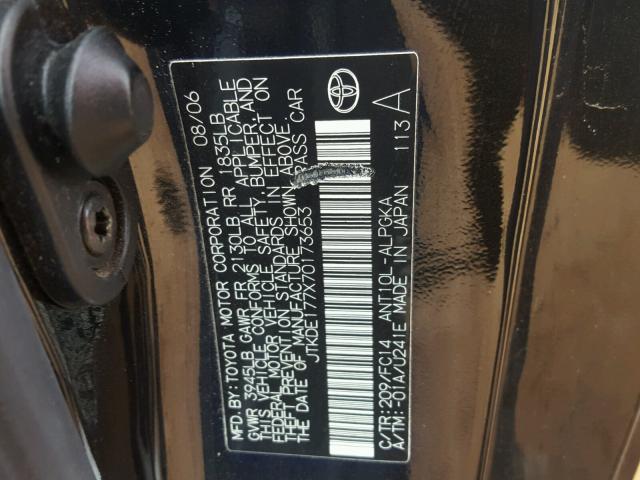 MFD. BY: TOYOTA MOTOR CORPORATION 08/06
GVWR 3945LB GAWR FR 2130LB RR 1835LB
THIS VEHICLE CONFORMS TO ALL APPLICABLE
FEDERAL MOTOR VEHICLE SAFETY, BUMPER, AND
THEFT PREVENTION STANDARDS IN EFFECT ON
THE DATE OF MANUFACTURE SHOWN ABOVE.
JTKDE177X70173653 PASS CAR
C/TR: 209/FC14 ANT10L-ALPGKA
A/TM: -01A/U241E MADE IN JAPAN 113 A